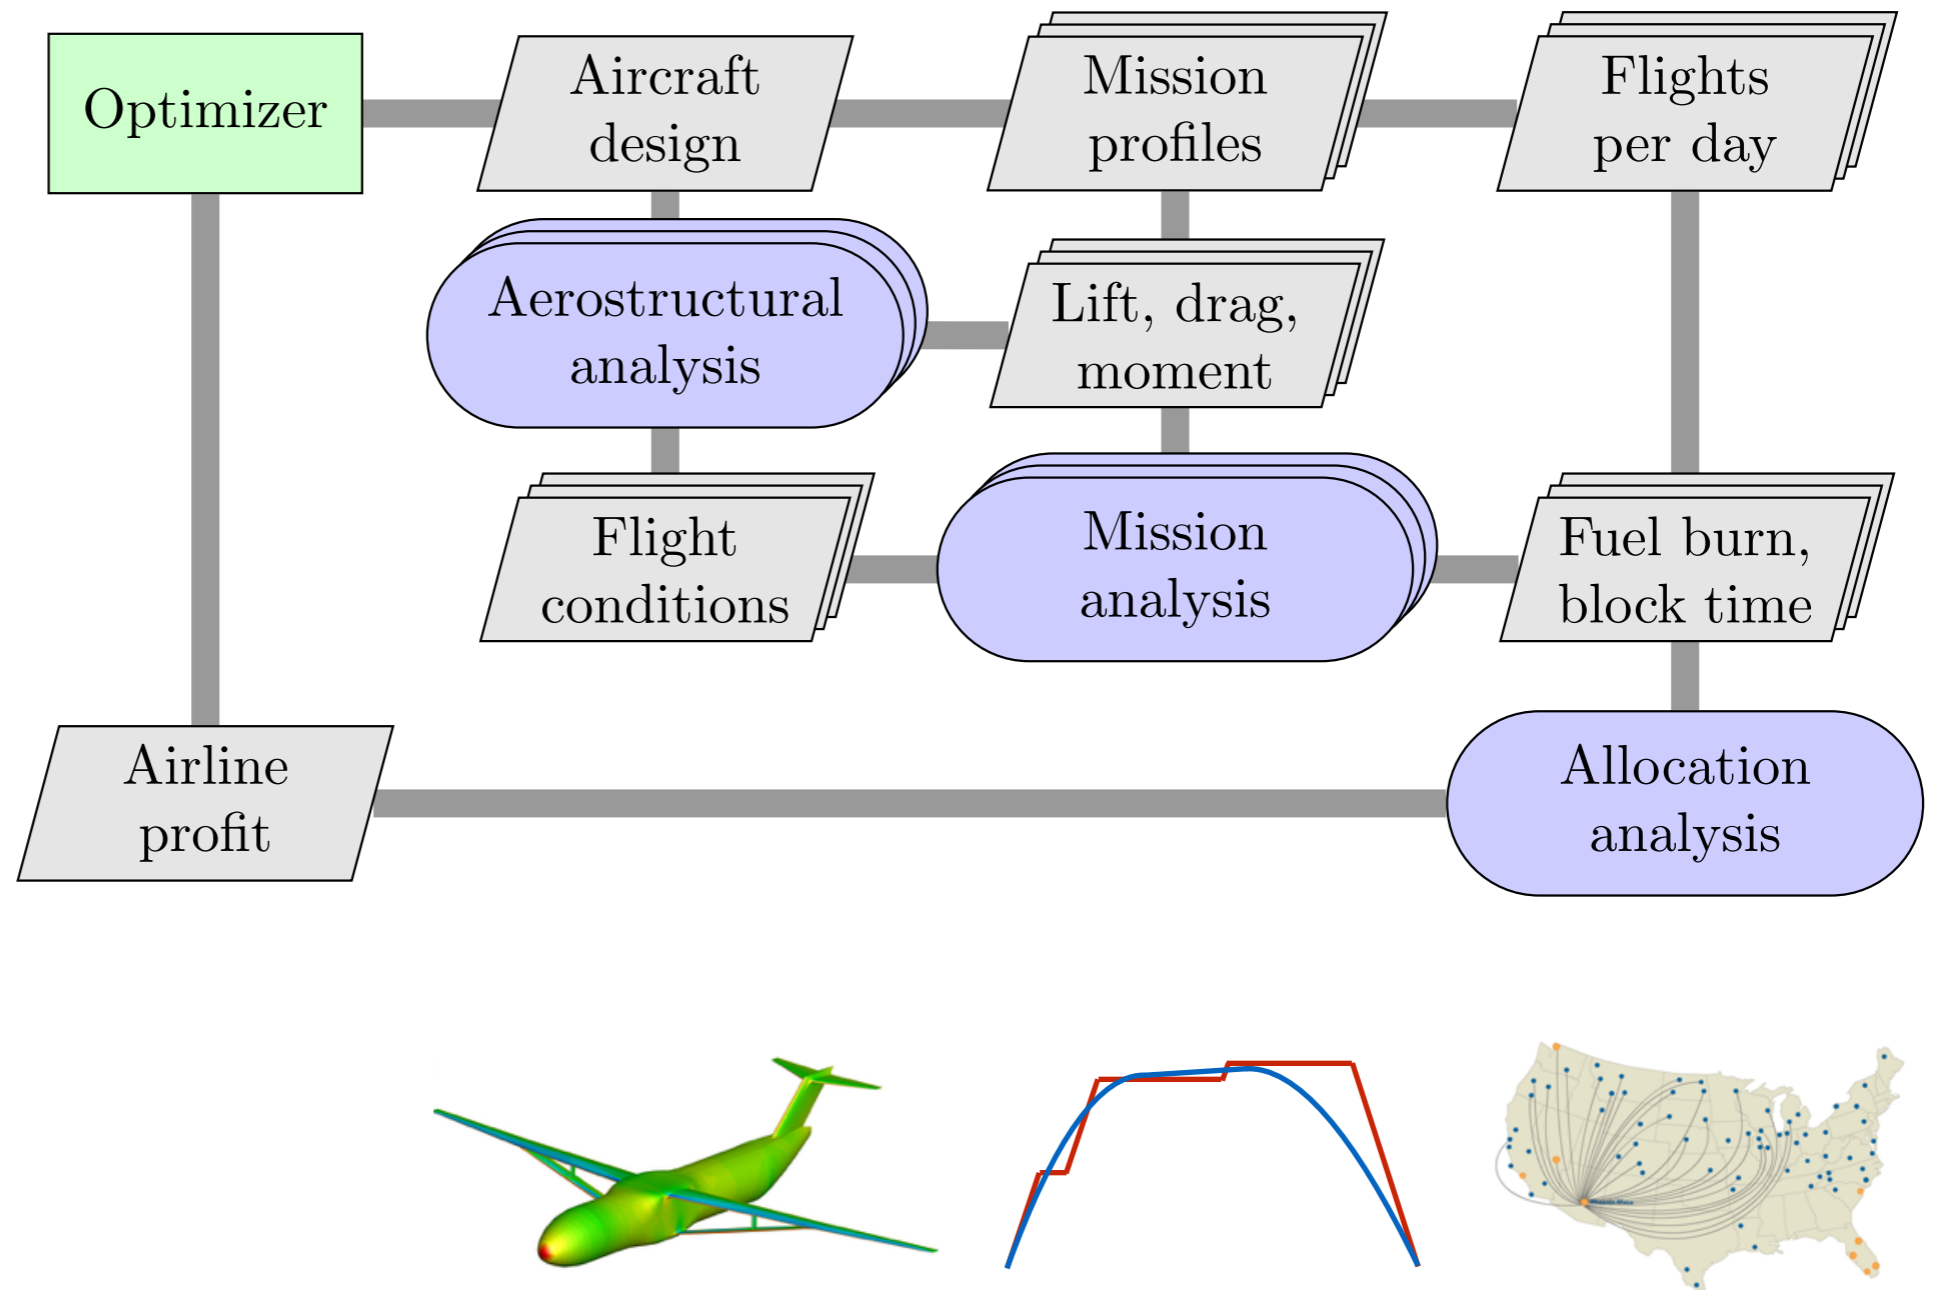 Optimizer
Aircraft
design
Mission
profiles
Flights
per day
Aerostructural
analysis
Lift, drag,
moment
Flight
conditions
Mission
analysis
Fuel burn,
block time
Airline
profit
Allocation
analysis